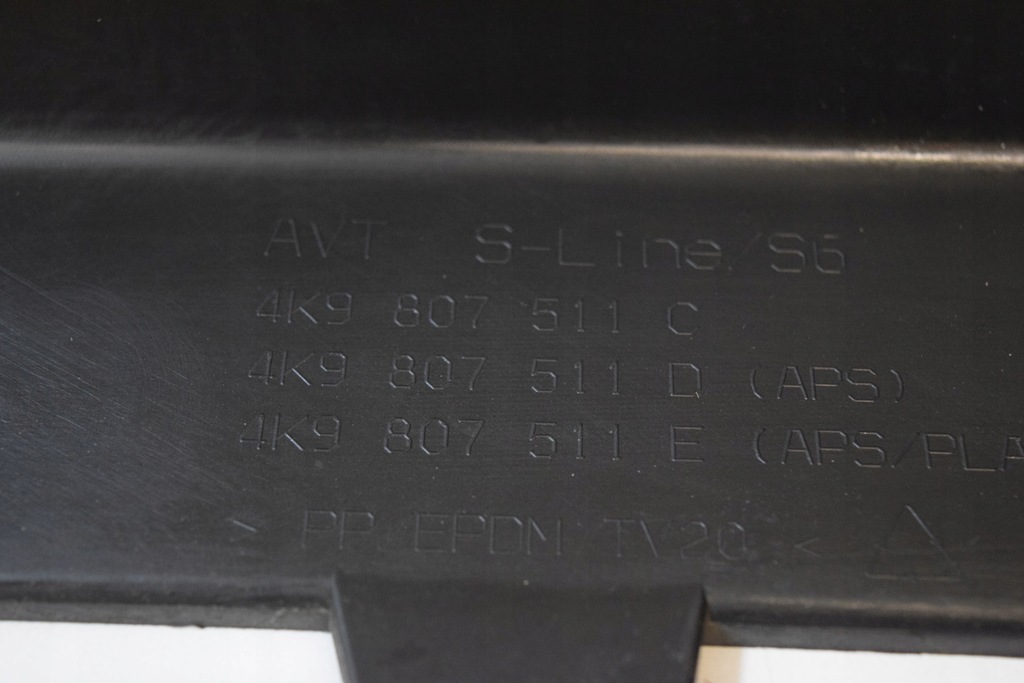 AVT S-Line/S6
4K9 807 511 C
4K9 807 511 D (APS)
4K9 807 511 E (APS/PLA
> PP EPDM TV20 <